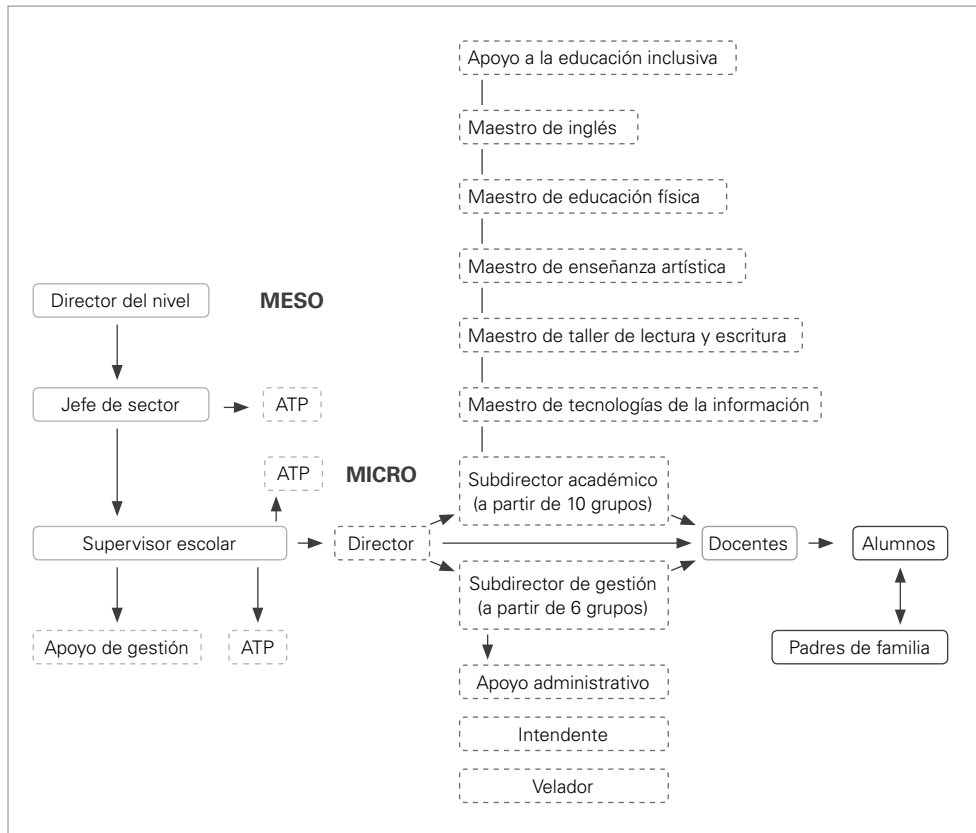 Apoyo a la educación inclusiva
Maestro de inglés
Maestro de educación física
Maestro de enseñanza artística
Director del nivel
MESO
Maestro de taller de lectura y escritura
Jefe de sector
ATP
Maestro de tecnologías de la información
ATP
MICRO
Subdirector académico
(a partir de 10 grupos)
Supervisor escolar
Director
Docentes
Alumnos
Subdirector de gestión
(a partir de 6 grupos)
Apoyo de gestión
ATP
Padres de familia
Apoyo administrativo
Intendente
Velador